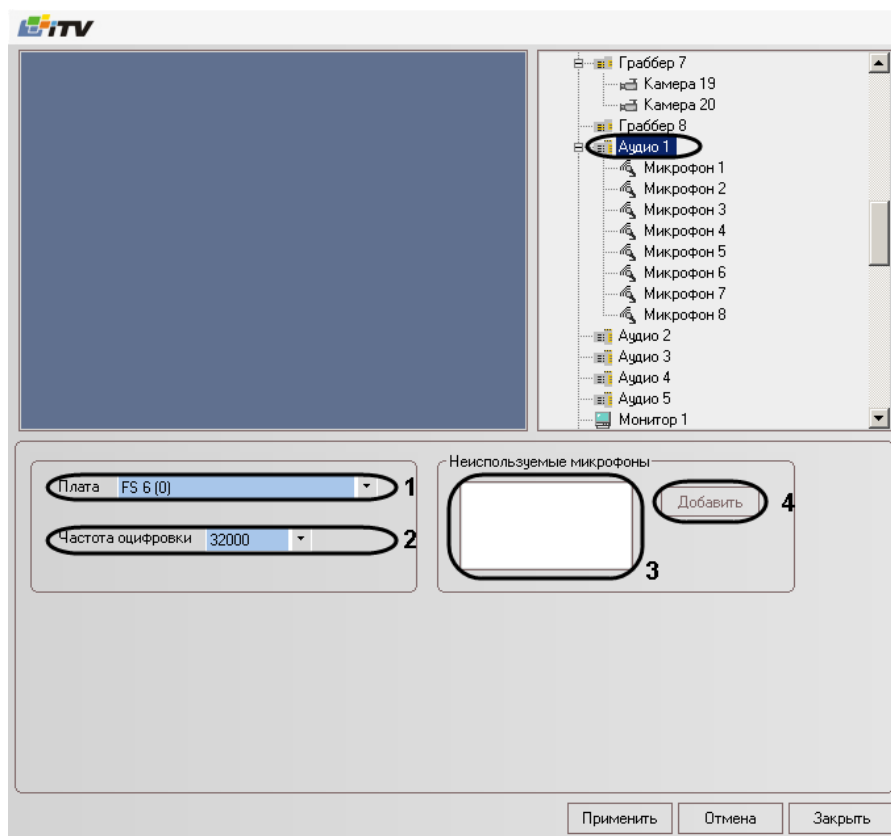 iTV
Граббер 7
Камера 19
Камера 20
Граббер 8
Аудио 1
Микрофон 1
Микрофон 2
Микрофон 3
Микрофон 4
Микрофон 5
Микрофон 6
Микрофон 7
Микрофон 8
Аудио 2
Аудио 3
Аудио 4
Аудио 5
Монитор 1
Плата FS 6 (0) 1
Частота оцифровки 32000 2
Неиспользуемые микрофоны
3
Добавить 4
Применить Отмена Закрыть